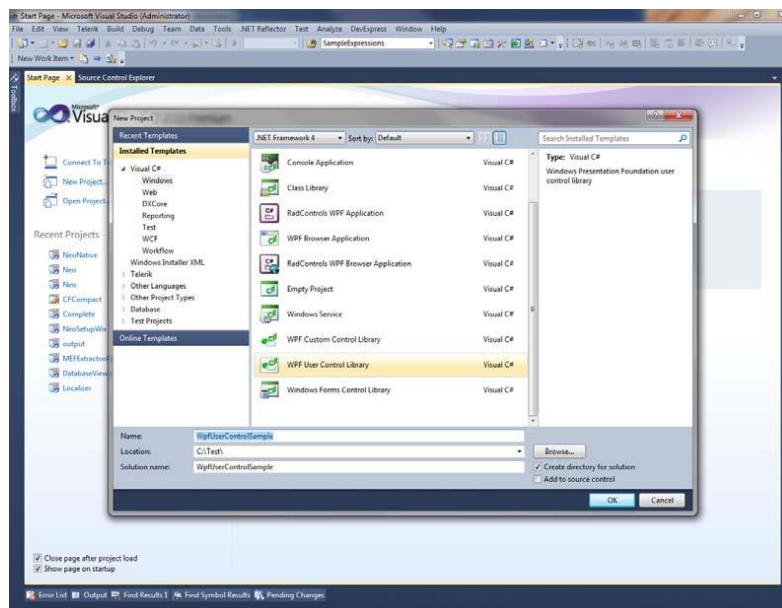 Start Page - Microsoft Visual Studio (Administrator)
File Edit View Telerik Build Debug Team Data Tools .NET Reflector Test Analyze DevExpress Window Help
SampleExpressions
New Work Item
Start Page Source Control Explorer
Toolbox
Microsoft
Visua
New Project
Recent Templates
Installed Templates
Visual C#
Windows
Web
DXCore
Reporting
Test
WCF
Workflow
Windows Installer XML
Telerik
Other Languages
Other Project Types
Database
Test Projects
Online Templates
.NET Framework 4 Sort by: Default
Search Installed Templates
Console Application Visual C#
Class Library Visual C#
RadControls WPF Application Visual C#
WPF Browser Application Visual C#
RadControls WPF Browser Application Visual C#
Empty Project Visual C#
Windows Service Visual C#
WPF Custom Control Library Visual C#
WPF User Control Library Visual C#
Windows Forms Control Library Visual C#
Type: Visual C#
Windows Presentation Foundation user
control library
Connect To T
New Project...
Open Project..
Recent Projects
NeoNative
Neo
Neo
CFCompact
Complete
NeoSetupWi
output
MEFExtractor
DatabaseView
Localizer
Name: WpfUserControlSample
Location: C:\Test\
Browse...
Solution name: WpfUserControlSample
Create directory for solution
Add to source control
OK Cancel
Close page after project load
Show page on startup
Error List Output Find Results 1 Find Symbol Results Pending Changes